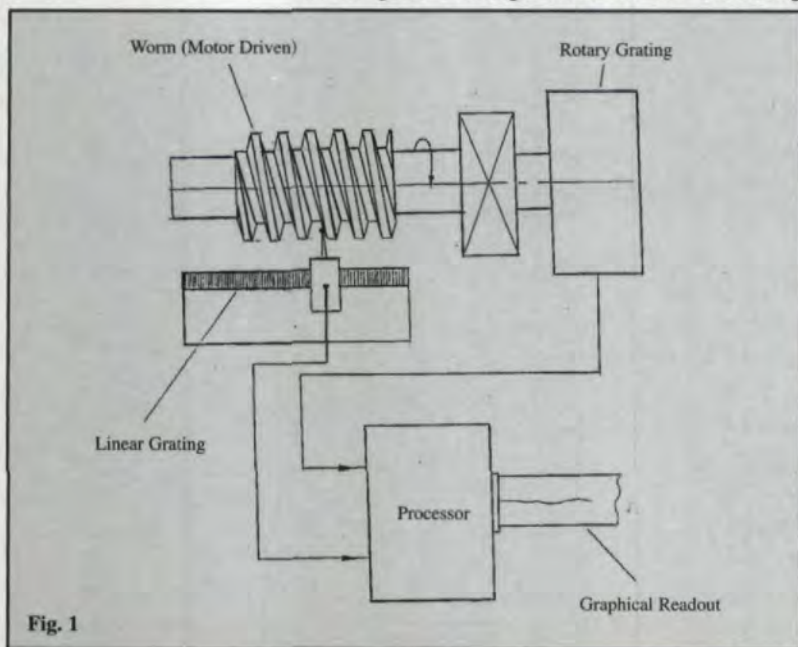 Worm (Motor Driven)
Rotary Grating
Linear Grating
Processor
Graphical Readout
Fig. 1